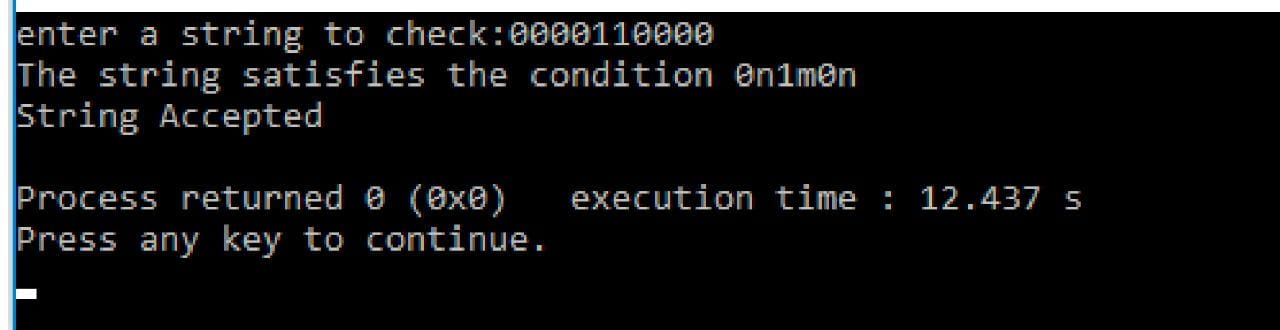 enter a string to check:0000110000
The string satisfies the condition 0n1m0n
String Accepted
Process returned 0 (0x0)   execution time : 12.437 s
Press any key to continue.